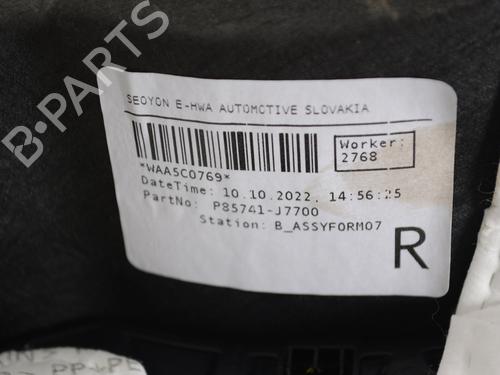 B-PARTS
SEOYON E-HWA AUTOMOTIVE SLOVAKIA
Worker:
2768
*WAA5C0769*
DateTime: 10.10.2022. 14:56:25
PartNo: P85741-J7700
Station: B_ASSYFORM07
R
B-PARTS